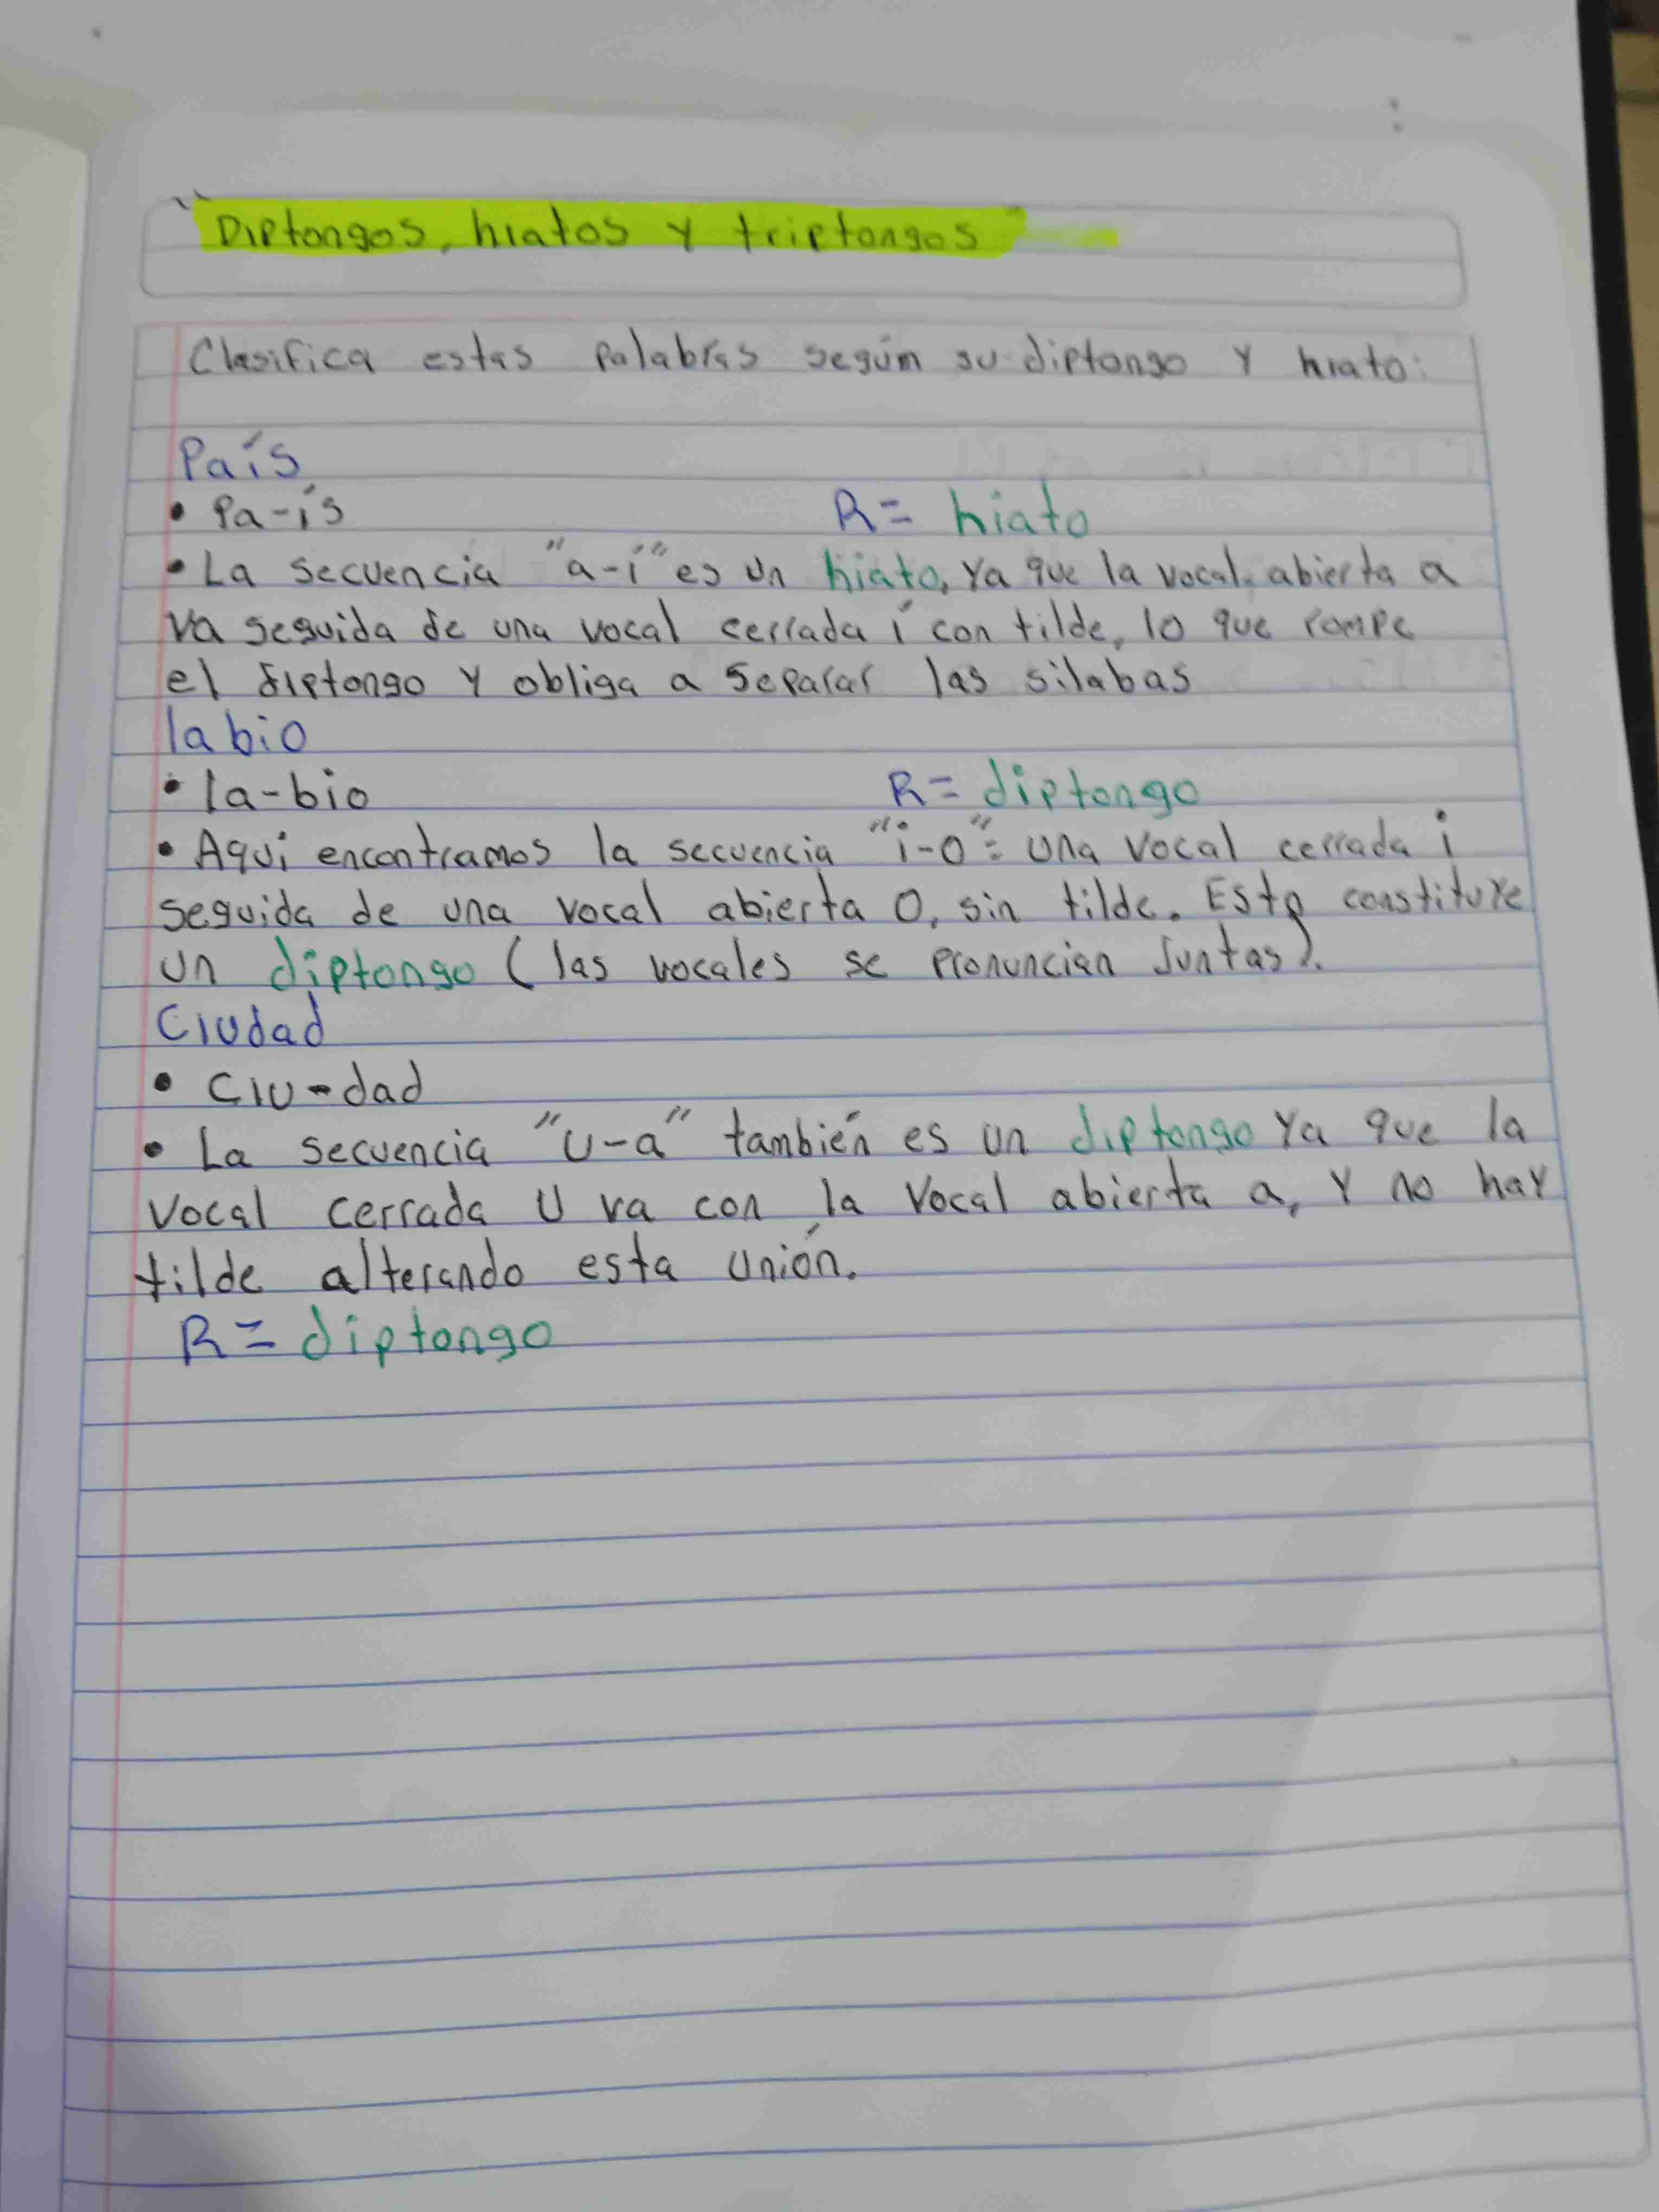 "Diptongos, hiatos y triptongos"
Clasifica estas palabras según su diptongo y hiato:
País
• Pa-ís
R= hiato
• La secuencia "a-í" es un hiato, ya que la vocal abierta a
va seguida de una vocal cerrada í con tilde, lo que rompe
el diptongo y obliga a separar las silabas
labio
• la-bio
R= diptongo
• Aquí encontramos la secuencia "i-o": una vocal cerrada i
seguida de una vocal abierta o, sin tilde. Esto constituye
un diptongo (las vocales se pronuncian juntas).
Ciudad
• Ciu-dad
• La secuencia "u-a" también es un diptongo ya que la
vocal cerrada u va con la vocal abierta a, y no hay
tilde alterando esta unión.
R= diptongo